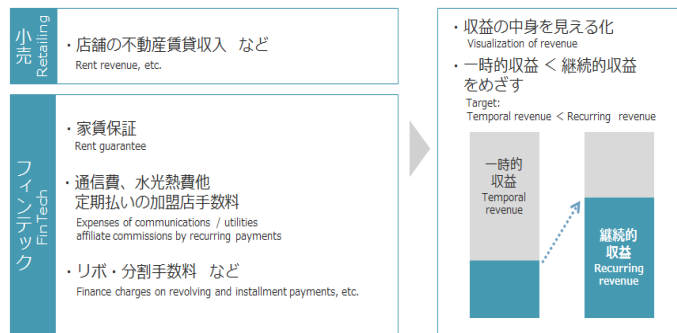 小売
Retailing
・店舗の不動産賃貸収入 など
Rent revenue, etc.
フィンテック
FinTech
・家賃保証
Rent guarantee
・通信費、水光熱費他
定期払いの加盟店手数料
Expenses of communications / utilities
affiliate commissions by recurring payments
・リボ・分割手数料 など
Finance charges on revolving and installment payments, etc.
・収益の中身を見える化
Visualization of revenue
・一時的収益 < 継続的収益
をめざす
Target:
Temporal revenue < Recurring revenue
一時的
収益
Temporal
revenue
継続的
収益
Recurring
revenue